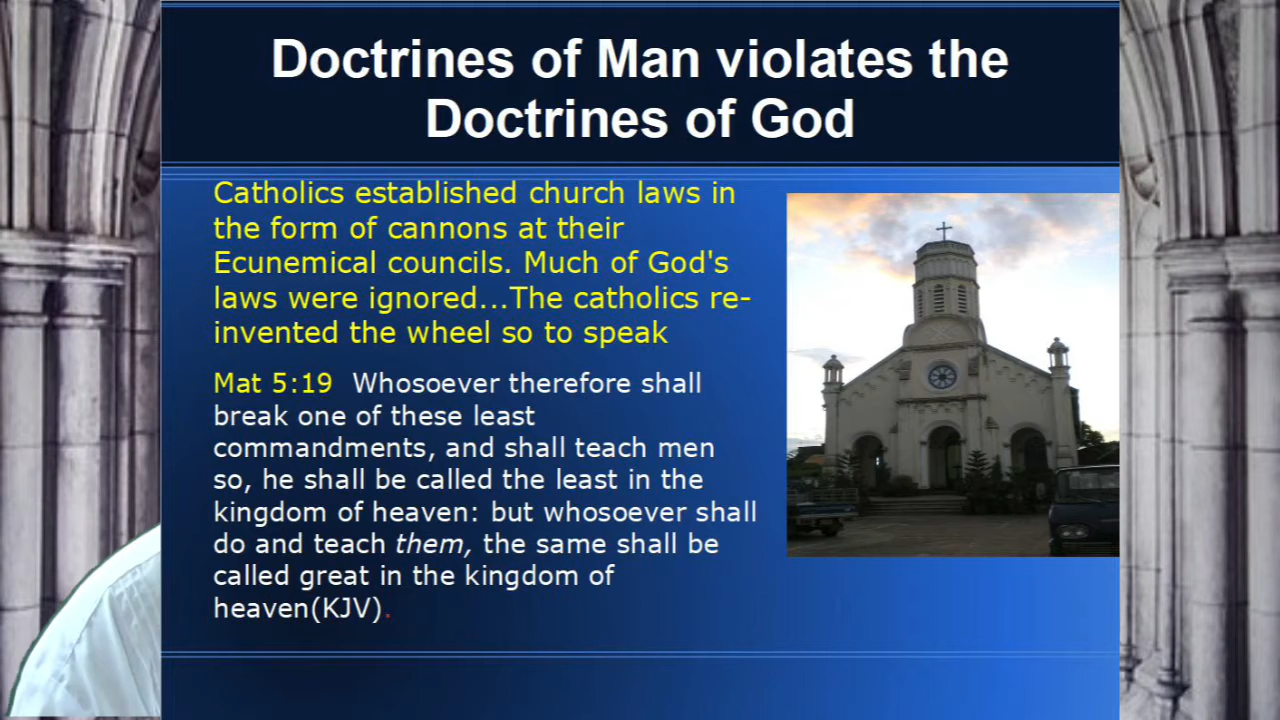 Doctrines of Man violates the
Doctrines of God
Catholics established church laws in
the form of cannons at their
Ecunemical councils. Much of God's
laws were ignored...The catholics re-
invented the wheel so to speak
Mat 5:19 Whosoever therefore shall
break one of these least
commandments, and shall teach men
so, he shall be called the least in the
kingdom of heaven: but whosoever shall
do and teach them, the same shall be
called great in the kingdom of
heaven(KJV).